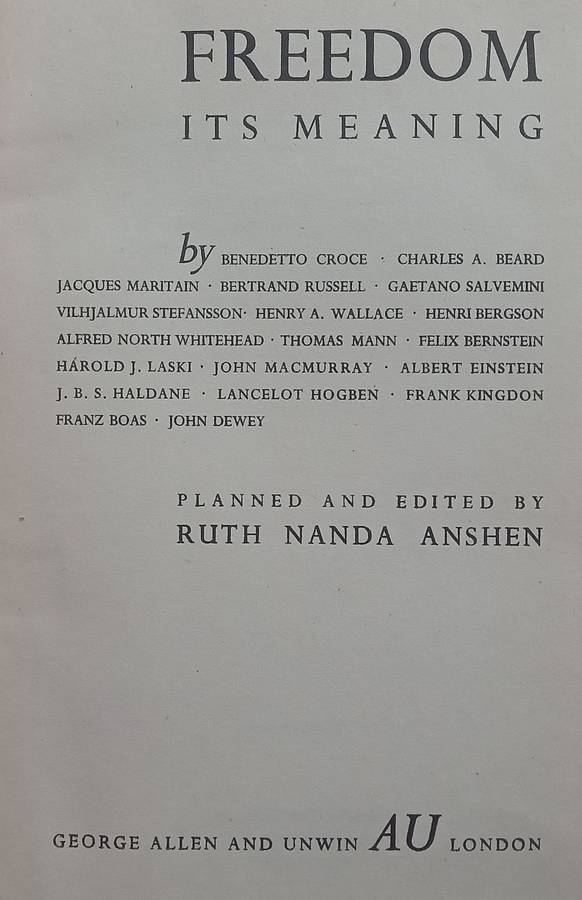 FREEDOM
ITS MEANING
by BENEDETTO CROCE · CHARLES A. BEARD
JACQUES MARITAIN · BERTRAND RUSSELL · GAETANO SALVEMINI
VILHJALMUR STEFANSSON · HENRY A. WALLACE · HENRI BERGSON
ALFRED NORTH WHITEHEAD · THOMAS MANN · FELIX BERNSTEIN
HAROLD J. LASKI · JOHN MACMURRAY · ALBERT EINSTEIN
J. B. S. HALDANE · LANCELOT HOGBEN · FRANK KINGDON
FRANZ BOAS · JOHN DEWEY
PLANNED AND EDITED BY
RUTH NANDA ANSHEN
GEORGE ALLEN AND UNWIN AU LONDON